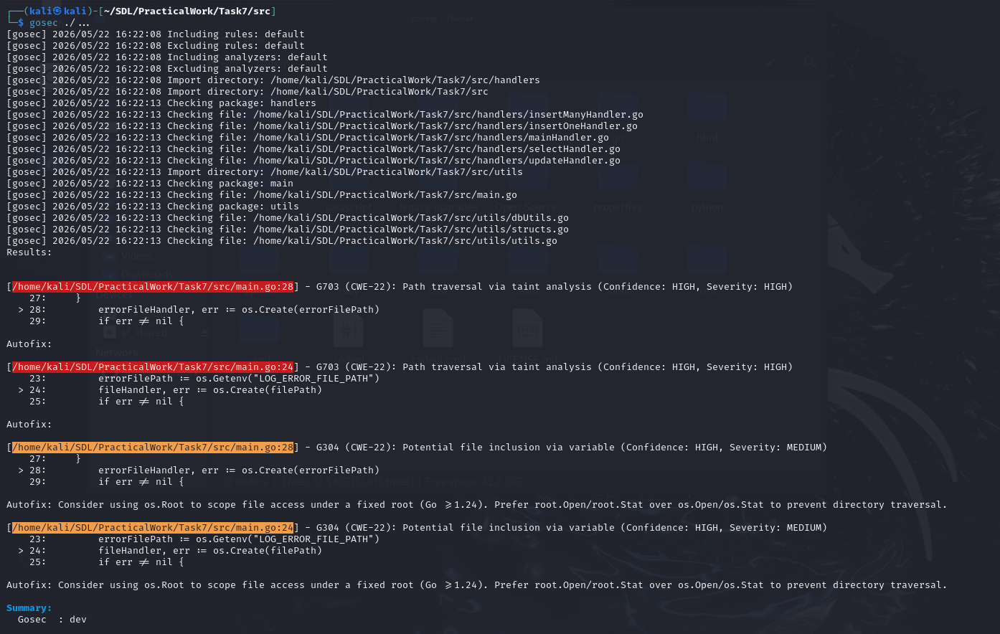 ┌──(kali㉿kali)-[~/SDL/PracticalWork/Task7/src]
└─$ gosec ./...
[gosec] 2026/05/22 16:22:08 Including rules: default
[gosec] 2026/05/22 16:22:08 Excluding rules: default
[gosec] 2026/05/22 16:22:08 Including analyzers: default
[gosec] 2026/05/22 16:22:08 Excluding analyzers: default
[gosec] 2026/05/22 16:22:08 Import directory: /home/kali/SDL/PracticalWork/Task7/src/handlers
[gosec] 2026/05/22 16:22:08 Import directory: /home/kali/SDL/PracticalWork/Task7/src
[gosec] 2026/05/22 16:22:13 Checking package: handlers
[gosec] 2026/05/22 16:22:13 Checking file: /home/kali/SDL/PracticalWork/Task7/src/handlers/insertManyHandler.go
[gosec] 2026/05/22 16:22:13 Checking file: /home/kali/SDL/PracticalWork/Task7/src/handlers/insertOneHandler.go
[gosec] 2026/05/22 16:22:13 Checking file: /home/kali/SDL/PracticalWork/Task7/src/handlers/mainHandler.go
[gosec] 2026/05/22 16:22:13 Checking file: /home/kali/SDL/PracticalWork/Task7/src/handlers/selectHandler.go
[gosec] 2026/05/22 16:22:13 Checking file: /home/kali/SDL/PracticalWork/Task7/src/handlers/updateHandler.go
[gosec] 2026/05/22 16:22:13 Import directory: /home/kali/SDL/PracticalWork/Task7/src/utils
[gosec] 2026/05/22 16:22:13 Checking package: main
[gosec] 2026/05/22 16:22:13 Checking file: /home/kali/SDL/PracticalWork/Task7/src/main.go
[gosec] 2026/05/22 16:22:13 Checking package: utils
[gosec] 2026/05/22 16:22:13 Checking file: /home/kali/SDL/PracticalWork/Task7/src/utils/dbUtils.go
[gosec] 2026/05/22 16:22:13 Checking file: /home/kali/SDL/PracticalWork/Task7/src/utils/structs.go
[gosec] 2026/05/22 16:22:13 Checking file: /home/kali/SDL/PracticalWork/Task7/src/utils/utils.go
Results:
[/home/kali/SDL/PracticalWork/Task7/src/main.go:28] - G703 (CWE-22): Path traversal via taint analysis (Confidence: HIGH, Severity: HIGH)
27: }
> 28: errorFileHandler, err := os.Create(errorFilePath)
29: if err != nil {
Autofix:
[/home/kali/SDL/PracticalWork/Task7/src/main.go:24] - G703 (CWE-22): Path traversal via taint analysis (Confidence: HIGH, Severity: HIGH)
23: errorFilePath := os.Getenv("LOG_ERROR_FILE_PATH")
> 24: fileHandler, err := os.Create(filePath)
25: if err != nil {
Autofix:
[/home/kali/SDL/PracticalWork/Task7/src/main.go:28] - G304 (CWE-22): Potential file inclusion via variable (Confidence: HIGH, Severity: MEDIUM)
27: }
> 28: errorFileHandler, err := os.Create(errorFilePath)
29: if err != nil {
Autofix: Consider using os.Root to scope file access under a fixed root (Go >=1.24). Prefer root.Open/root.Stat over os.Open/os.Stat to prevent directory traversal.
[/home/kali/SDL/PracticalWork/Task7/src/main.go:24] - G304 (CWE-22): Potential file inclusion via variable (Confidence: HIGH, Severity: MEDIUM)
23: errorFilePath := os.Getenv("LOG_ERROR_FILE_PATH")
> 24: fileHandler, err := os.Create(filePath)
25: if err != nil {
Autofix: Consider using os.Root to scope file access under a fixed root (Go >=1.24). Prefer root.Open/root.Stat over os.Open/os.Stat to prevent directory traversal.
Summary:
Gosec : dev